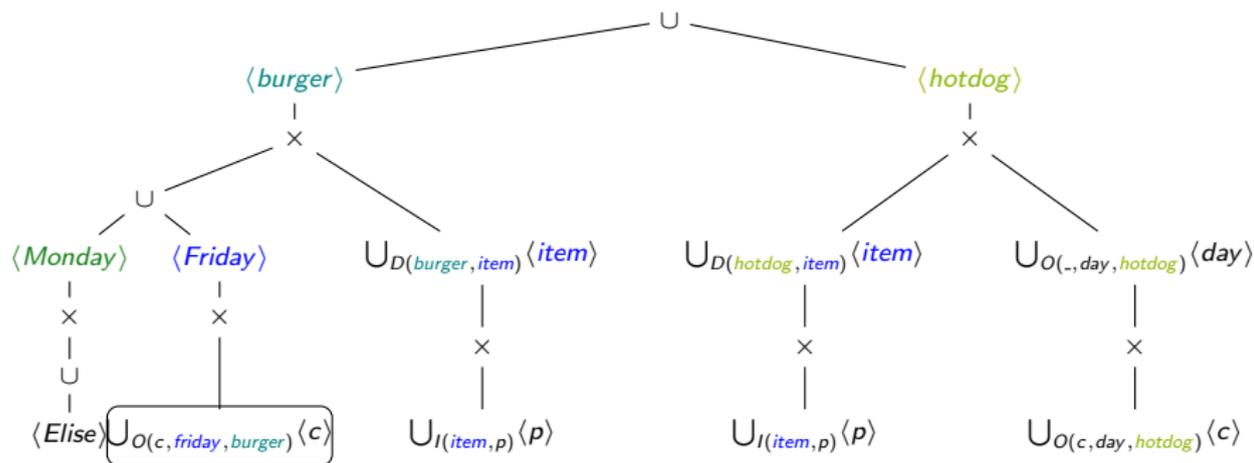 ∪
⟨burger⟩ ⟨hotdog⟩
× ×
∪
⟨Monday⟩ ⟨Friday⟩ ⋃D(burger,item)⟨item⟩ ⋃D(hotdog,item)⟨item⟩ ⋃O(_,day,hotdog)⟨day⟩
× × × × ×
∪
⟨Elise⟩ ⋃O(c,friday,burger)⟨c⟩ ⋃I(item,p)⟨p⟩ ⋃I(item,p)⟨p⟩ ⋃O(c,day,hotdog)⟨c⟩